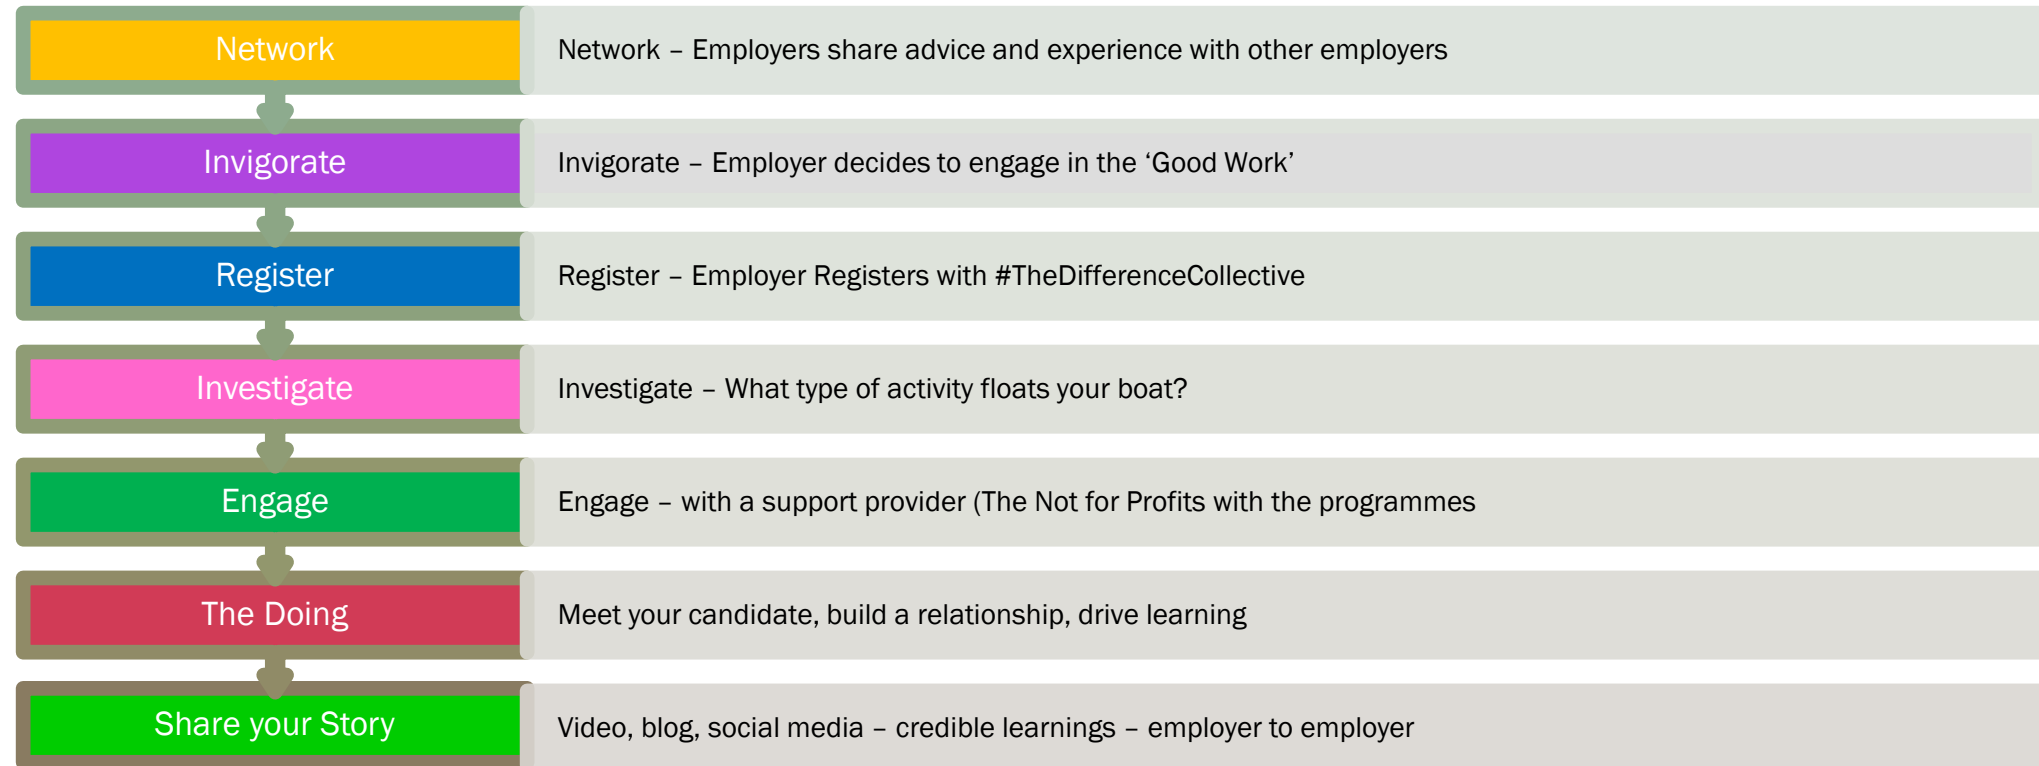 Network
Network – Employers share advice and experience with other employers
Invigorate
Invigorate – Employer decides to engage in the ‘Good Work’
Register
Register – Employer Registers with #TheDifferenceCollective
Investigate
Investigate – What type of activity floats your boat?
Engage
Engage – with a support provider (The Not for Profits with the programmes
The Doing
Meet your candidate, build a relationship, drive learning
Share your Story
Video, blog, social media – credible learnings – employer to employer